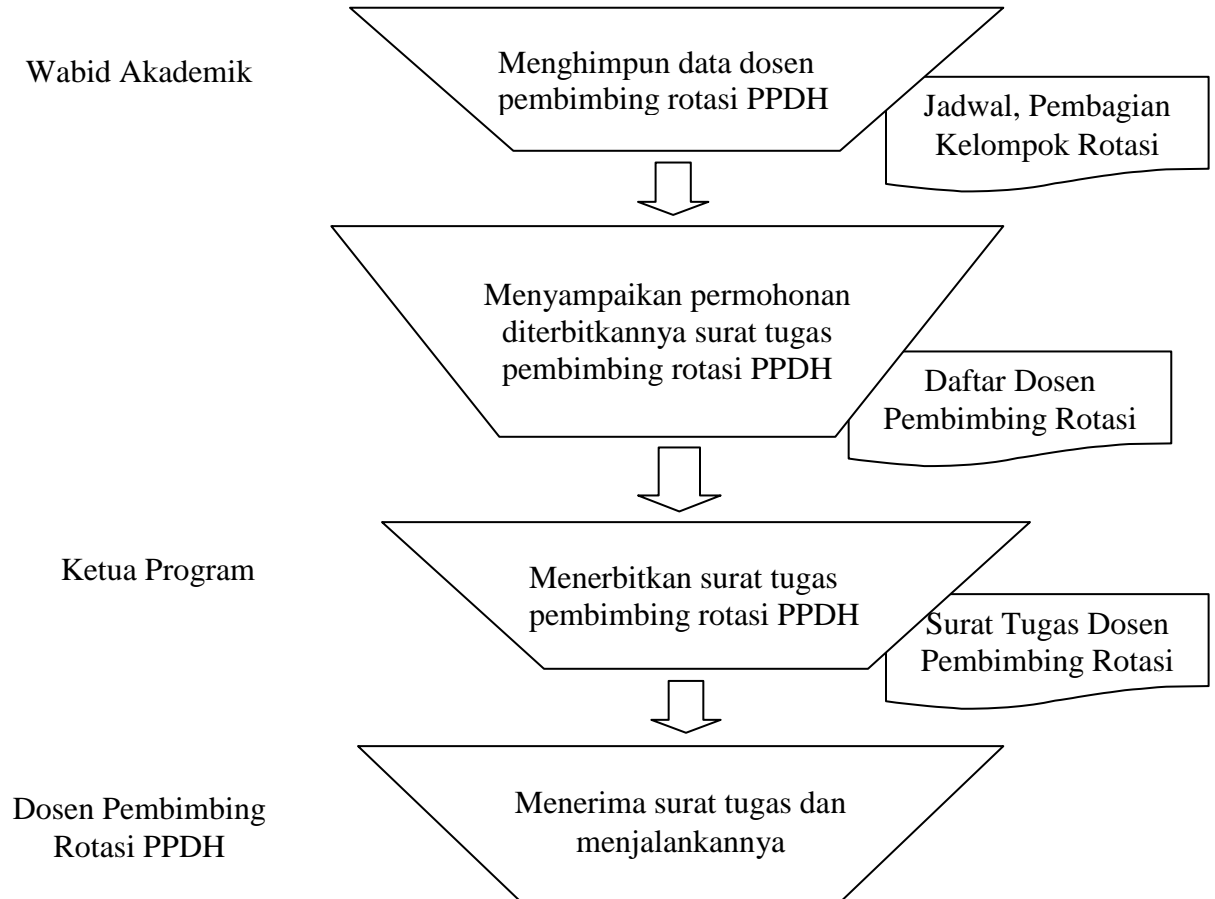 Wabid Akademik
Menghimpun data dosen
pembimbing rotasi PPDH
Jadwal, Pembagian
Kelompok Rotasi
Menyampaikan permohonan
diterbitkannya surat tugas
pembimbing rotasi PPDH
Daftar Dosen
Pembimbing Rotasi
Ketua Program
Menerbitkan surat tugas
pembimbing rotasi PPDH
Surat Tugas Dosen
Pembimbing Rotasi
Dosen Pembimbing
Rotasi PPDH
Menerima surat tugas dan
menjalankannya